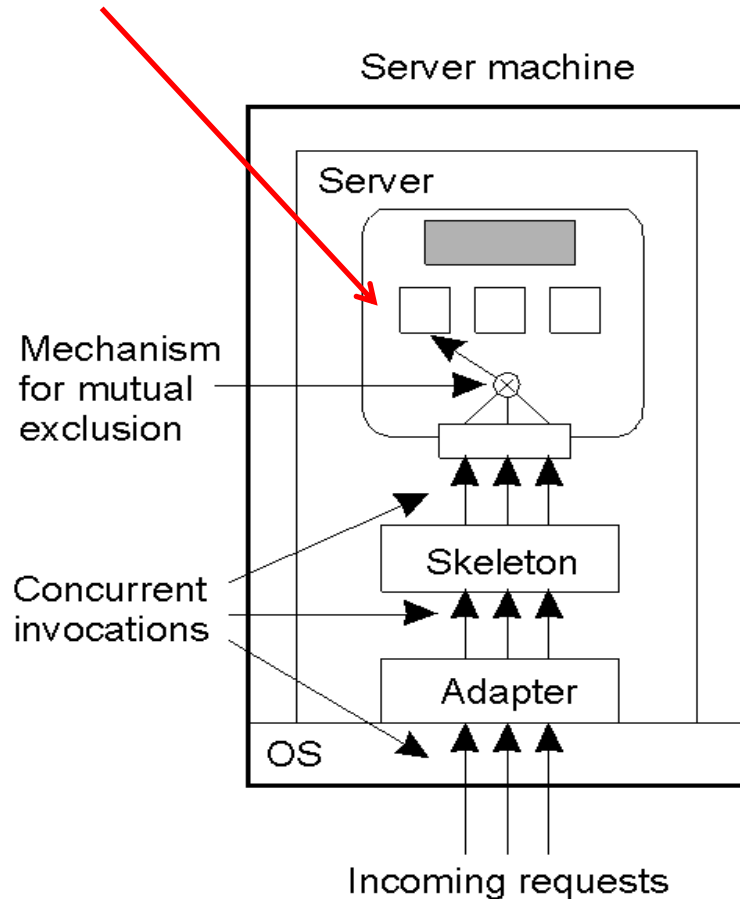 Server machine
Server
Mechanism
for mutual
exclusion
Skeleton
Concurrent
invocations
Adapter
OS
Incoming requests